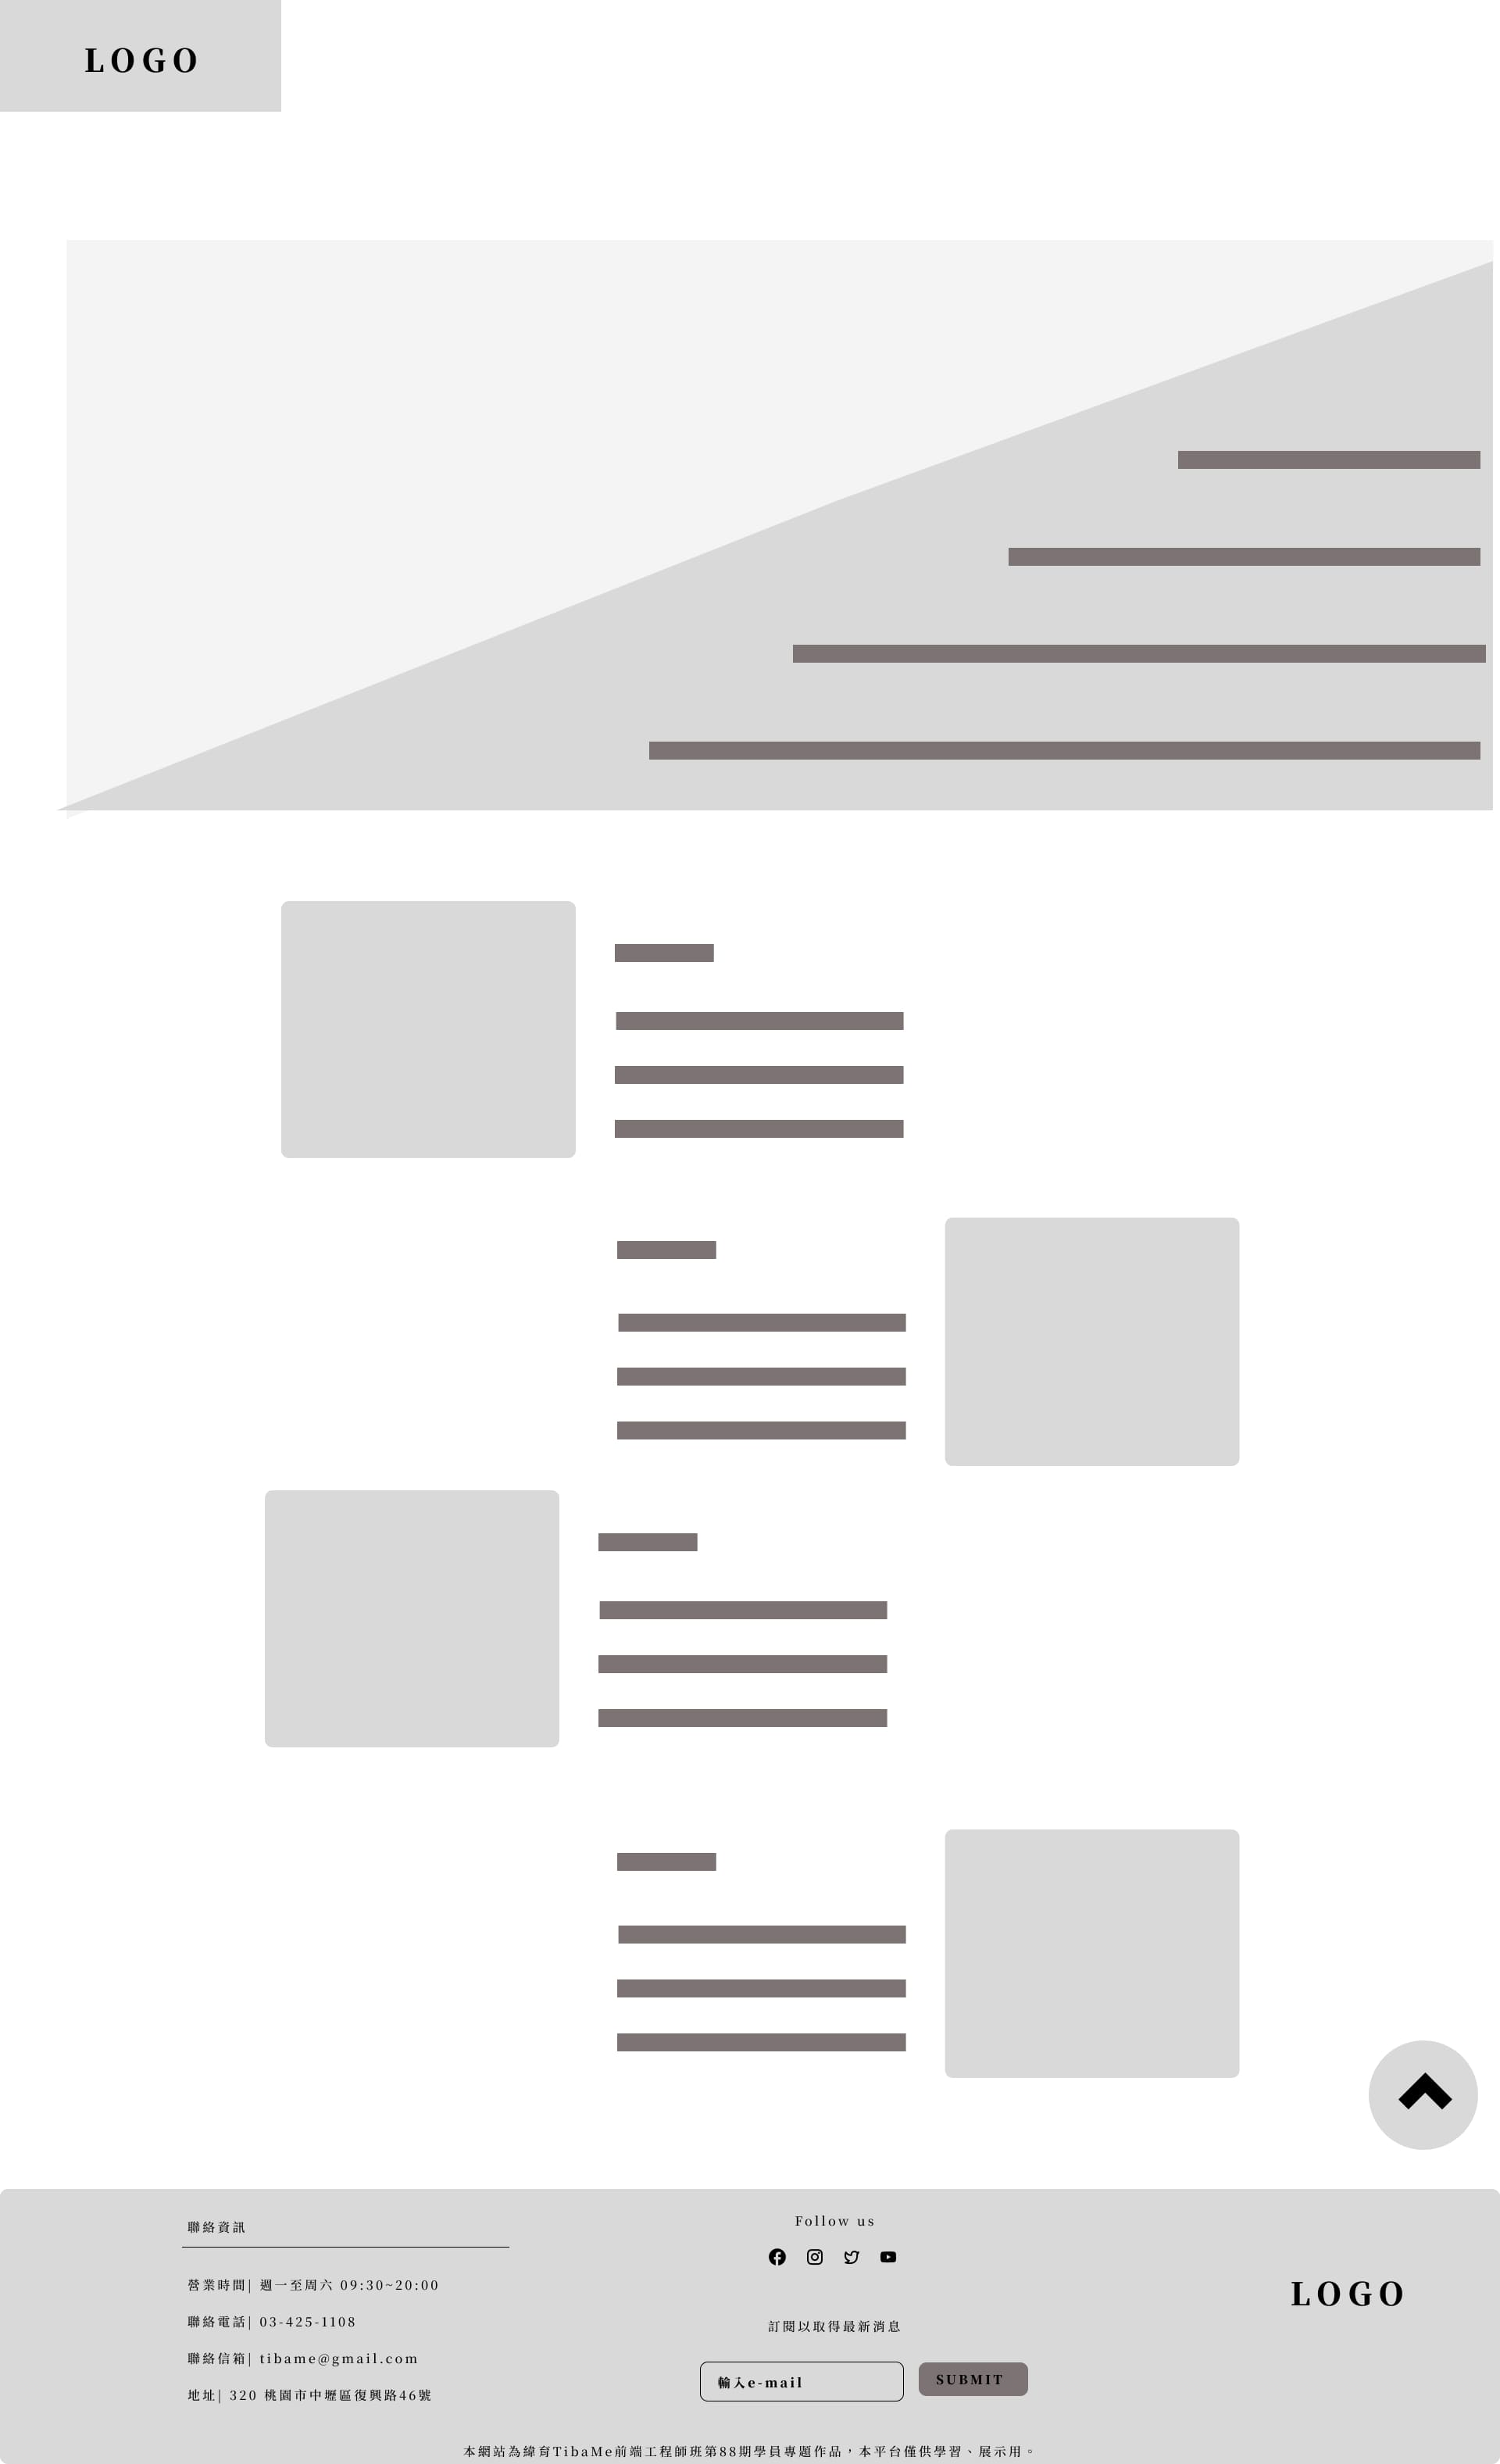 LOGO
聯絡資訊
營業時間| 週一至周六 09:30~20:00
聯絡電話| 03-425-1108
聯絡信箱| tibame@gmail.com
地址| 320 桃園市中壢區復興路46號
Follow us
訂閱以取得最新消息
輸入e-mail
SUBMIT
LOGO
本網站為緯育TibaMe前端工程師班第88期學員專題作品，本平台僅供學習、展示用。